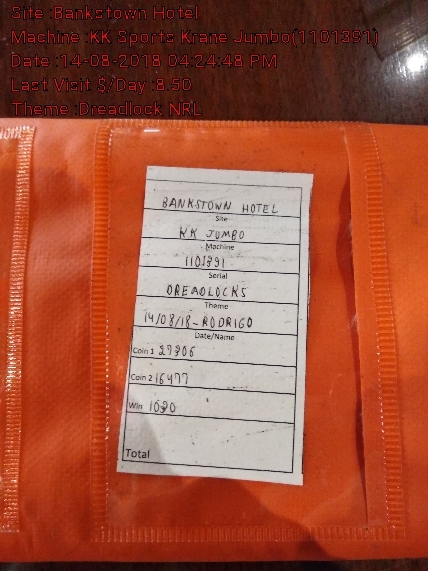 Site :Bankstown Hotel
Machine :KK Sports Krane Jumbo(1101391)
Date :14-08-2018 04:24:48 PM
Last Visit $/Day :8.50
Theme :Dreadlock NRL
BANKSTOWN HOTEL
Site
KK JUMBO
Machine
1101391
Serial
DREADLOCKS
Theme
14/08/18-RODRIGO
Date/Name
Coin 1 27306
Coin 2 16477
Win 1020
Total